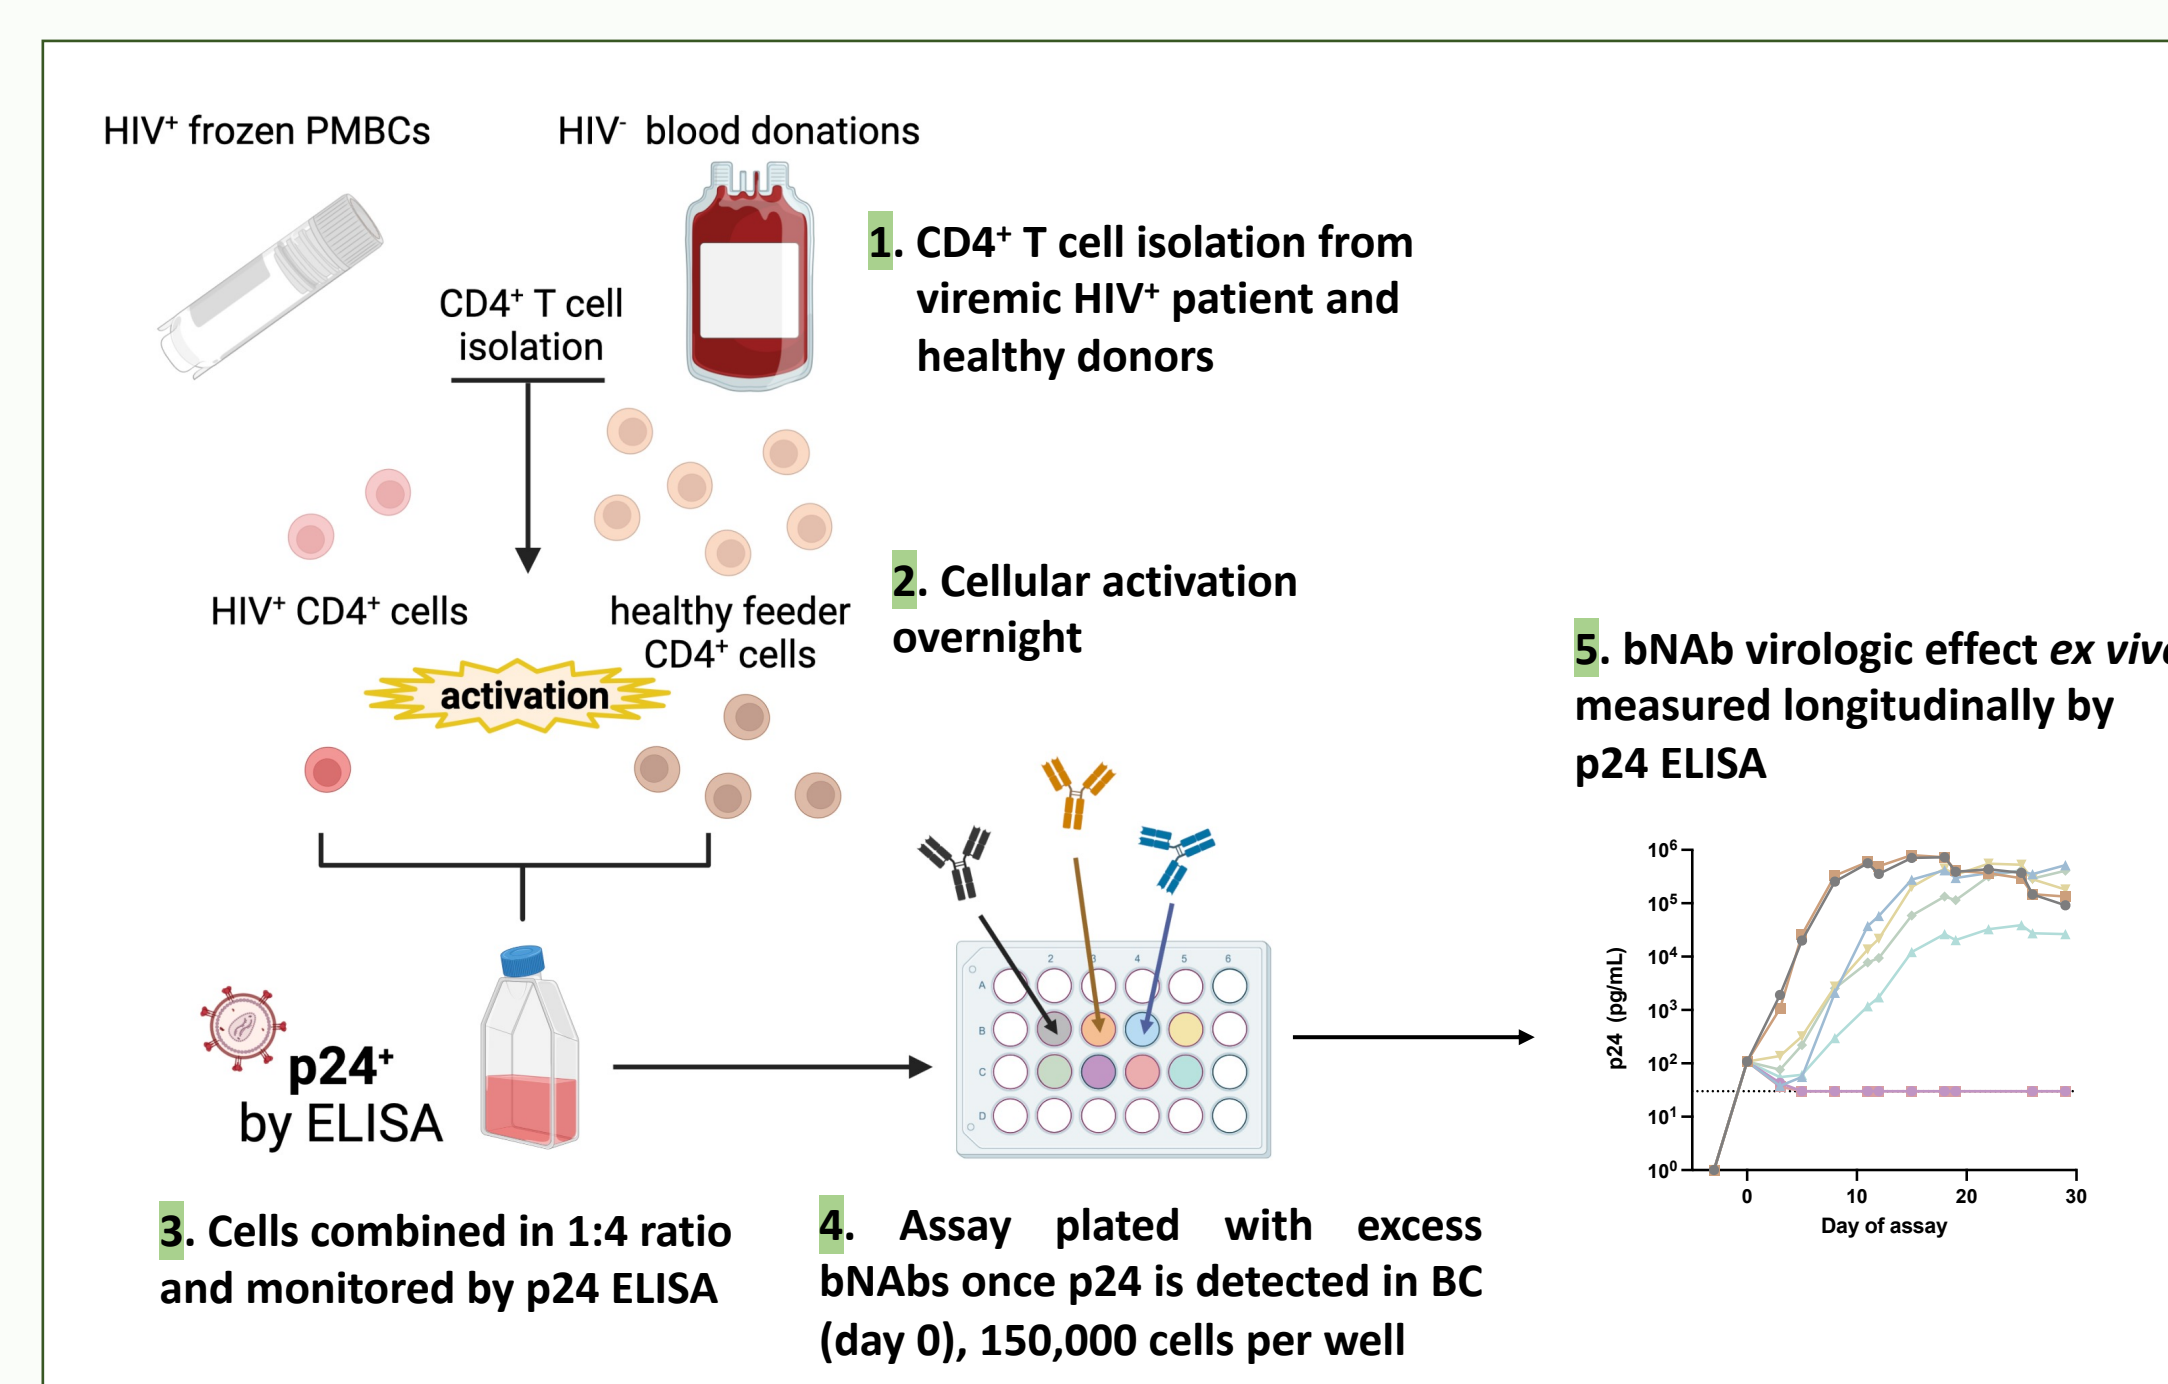 HIV⁺ frozen PMBCs
HIV⁻ blood donations
CD4⁺ T cell
isolation
1. CD4⁺ T cell isolation from
viremic HIV⁺ patient and
healthy donors
HIV⁺ CD4⁺ cells
healthy feeder
CD4⁺ cells
activation
2. Cellular activation
overnight
p24⁺
by ELISA
3. Cells combined in 1:4 ratio
and monitored by p24 ELISA
2 3 4 5 6
A
B
C
D
4. Assay plated with excess
bNAbs once p24 is detected in BC
(day 0), 150,000 cells per well
5. bNAb virologic effect ex viv
measured longitudinally by
p24 ELISA
p24 (pg/mL)
10⁶
10⁵
10⁴
10³
10²
10¹
10⁰
0 10 20 30
Day of assay